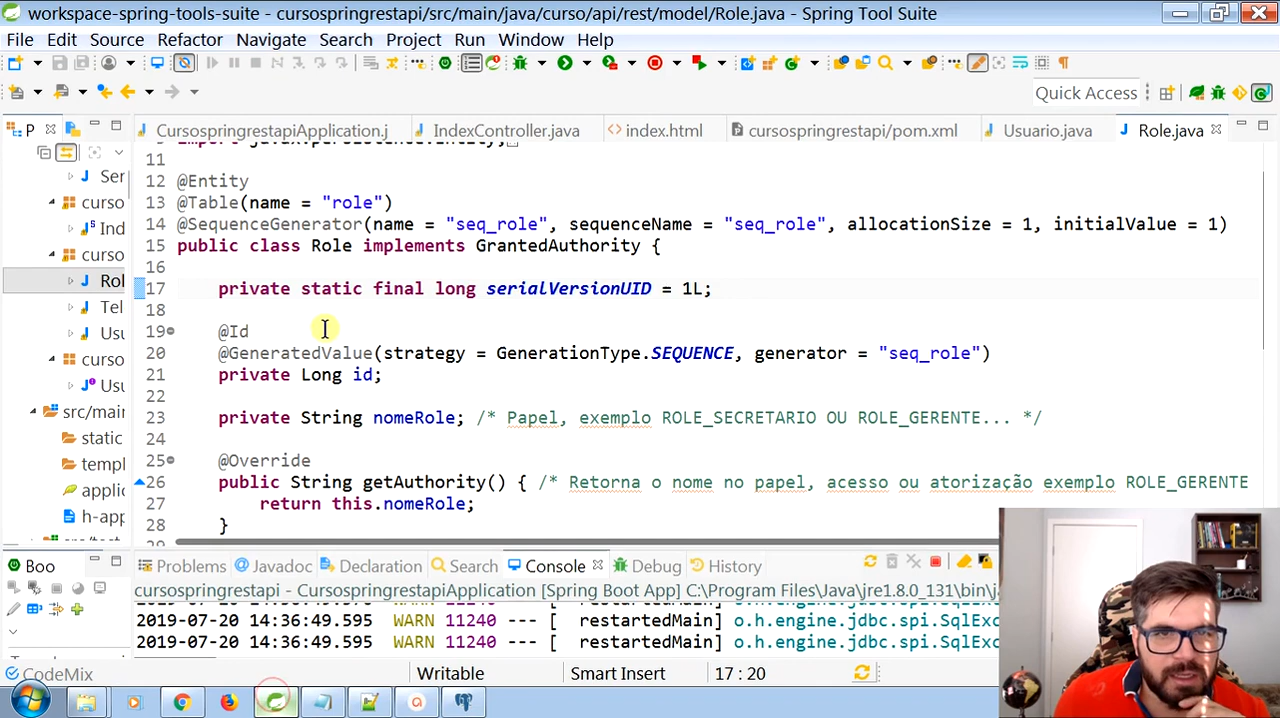 workspace-spring-tools-suite - cursospringrestapi/src/main/java/curso/api/rest/model/Role.java - Spring Tool Suite
File Edit Source Refactor Navigate Search Project Run Window Help
Quick Access
P
CursospringrestapiApplication.j
IndexController.java
index.html
cursospringrestapi/pom.xml
Usuario.java
Role.java
Ser
curso
Ind
curso
Rol
Tel
Usu
curso
Usu
src/main
static
templ
applic
h-app
9 import javax.persistence.Entity;
11
12 @Entity
13 @Table(name = "role")
14 @SequenceGenerator(name = "seq_role", sequenceName = "seq_role", allocationSize = 1, initialValue = 1)
15 public class Role implements GrantedAuthority {
16
17 private static final long serialVersionUID = 1L;
18
19 @Id
20 @GeneratedValue(strategy = GenerationType.SEQUENCE, generator = "seq_role")
21 private Long id;
22
23 private String nomeRole; /* Papel, exemplo ROLE_SECRETARIO OU ROLE_GERENTE... */
24
25 @Override
26 public String getAuthority() { /* Retorna o nome no papel, acesso ou atorização exemplo ROLE_GERENTE
27 return this.nomeRole;
28 }
Boo
Problems @ Javadoc Declaration Search Console Debug History
cursospringrestapi - CursospringrestapiApplication [Spring Boot App] C:\Program Files\Java\jre1.8.0_131\bin\j
2019-07-20 14:36:49.595 WARN 11240 --- [ restartedMain] o.h.engine.jdbc.spi.SqlExc
2019-07-20 14:36:49.595 WARN 11240 --- [ restartedMain] o.h.engine.jdbc.spi.SqlExc
CodeMix
Writable
Smart Insert
17 : 20